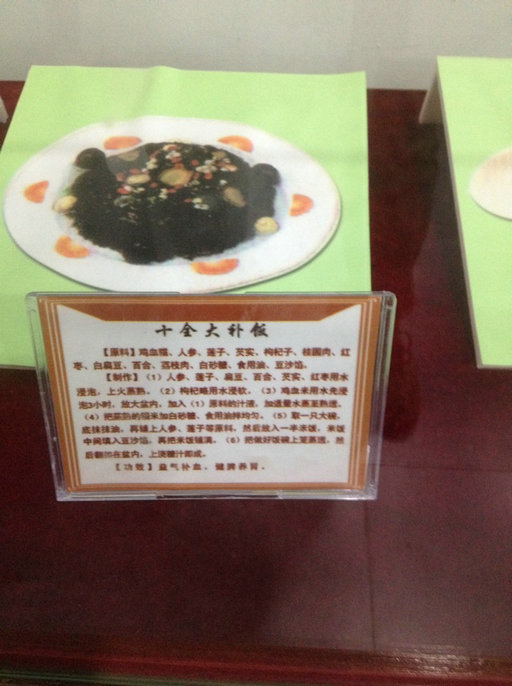 十全大补饭
【原料】鸡血糯、人参、莲子、芡实、枸杞子、桂圆肉、红
枣、白扁豆、百合、荔枝肉、白砂糖、食用油、豆沙馅。
【制作】（1）人参、莲子、扁豆、百合、芡实、红枣用水
浸泡，上火蒸熟。（2）枸杞略用水浸软。（3）鸡血米用水先浸
泡3小时，放大盆内，加入（1）原料的汁液，加适量水蒸至熟透。
（4）把蒸的糯米加白砂糖、食用油拌均匀。（5）取一只大碗，
底抹抹油，再铺上人参、莲子等原料，然后放入一半米饭，米饭
中间填入豆沙馅，再把米饭铺满。（6）把做好饭碗上笼蒸透，然
后翻扣在盆内，上浇糖汁即成。
【功效】益气补血，健脾养胃。